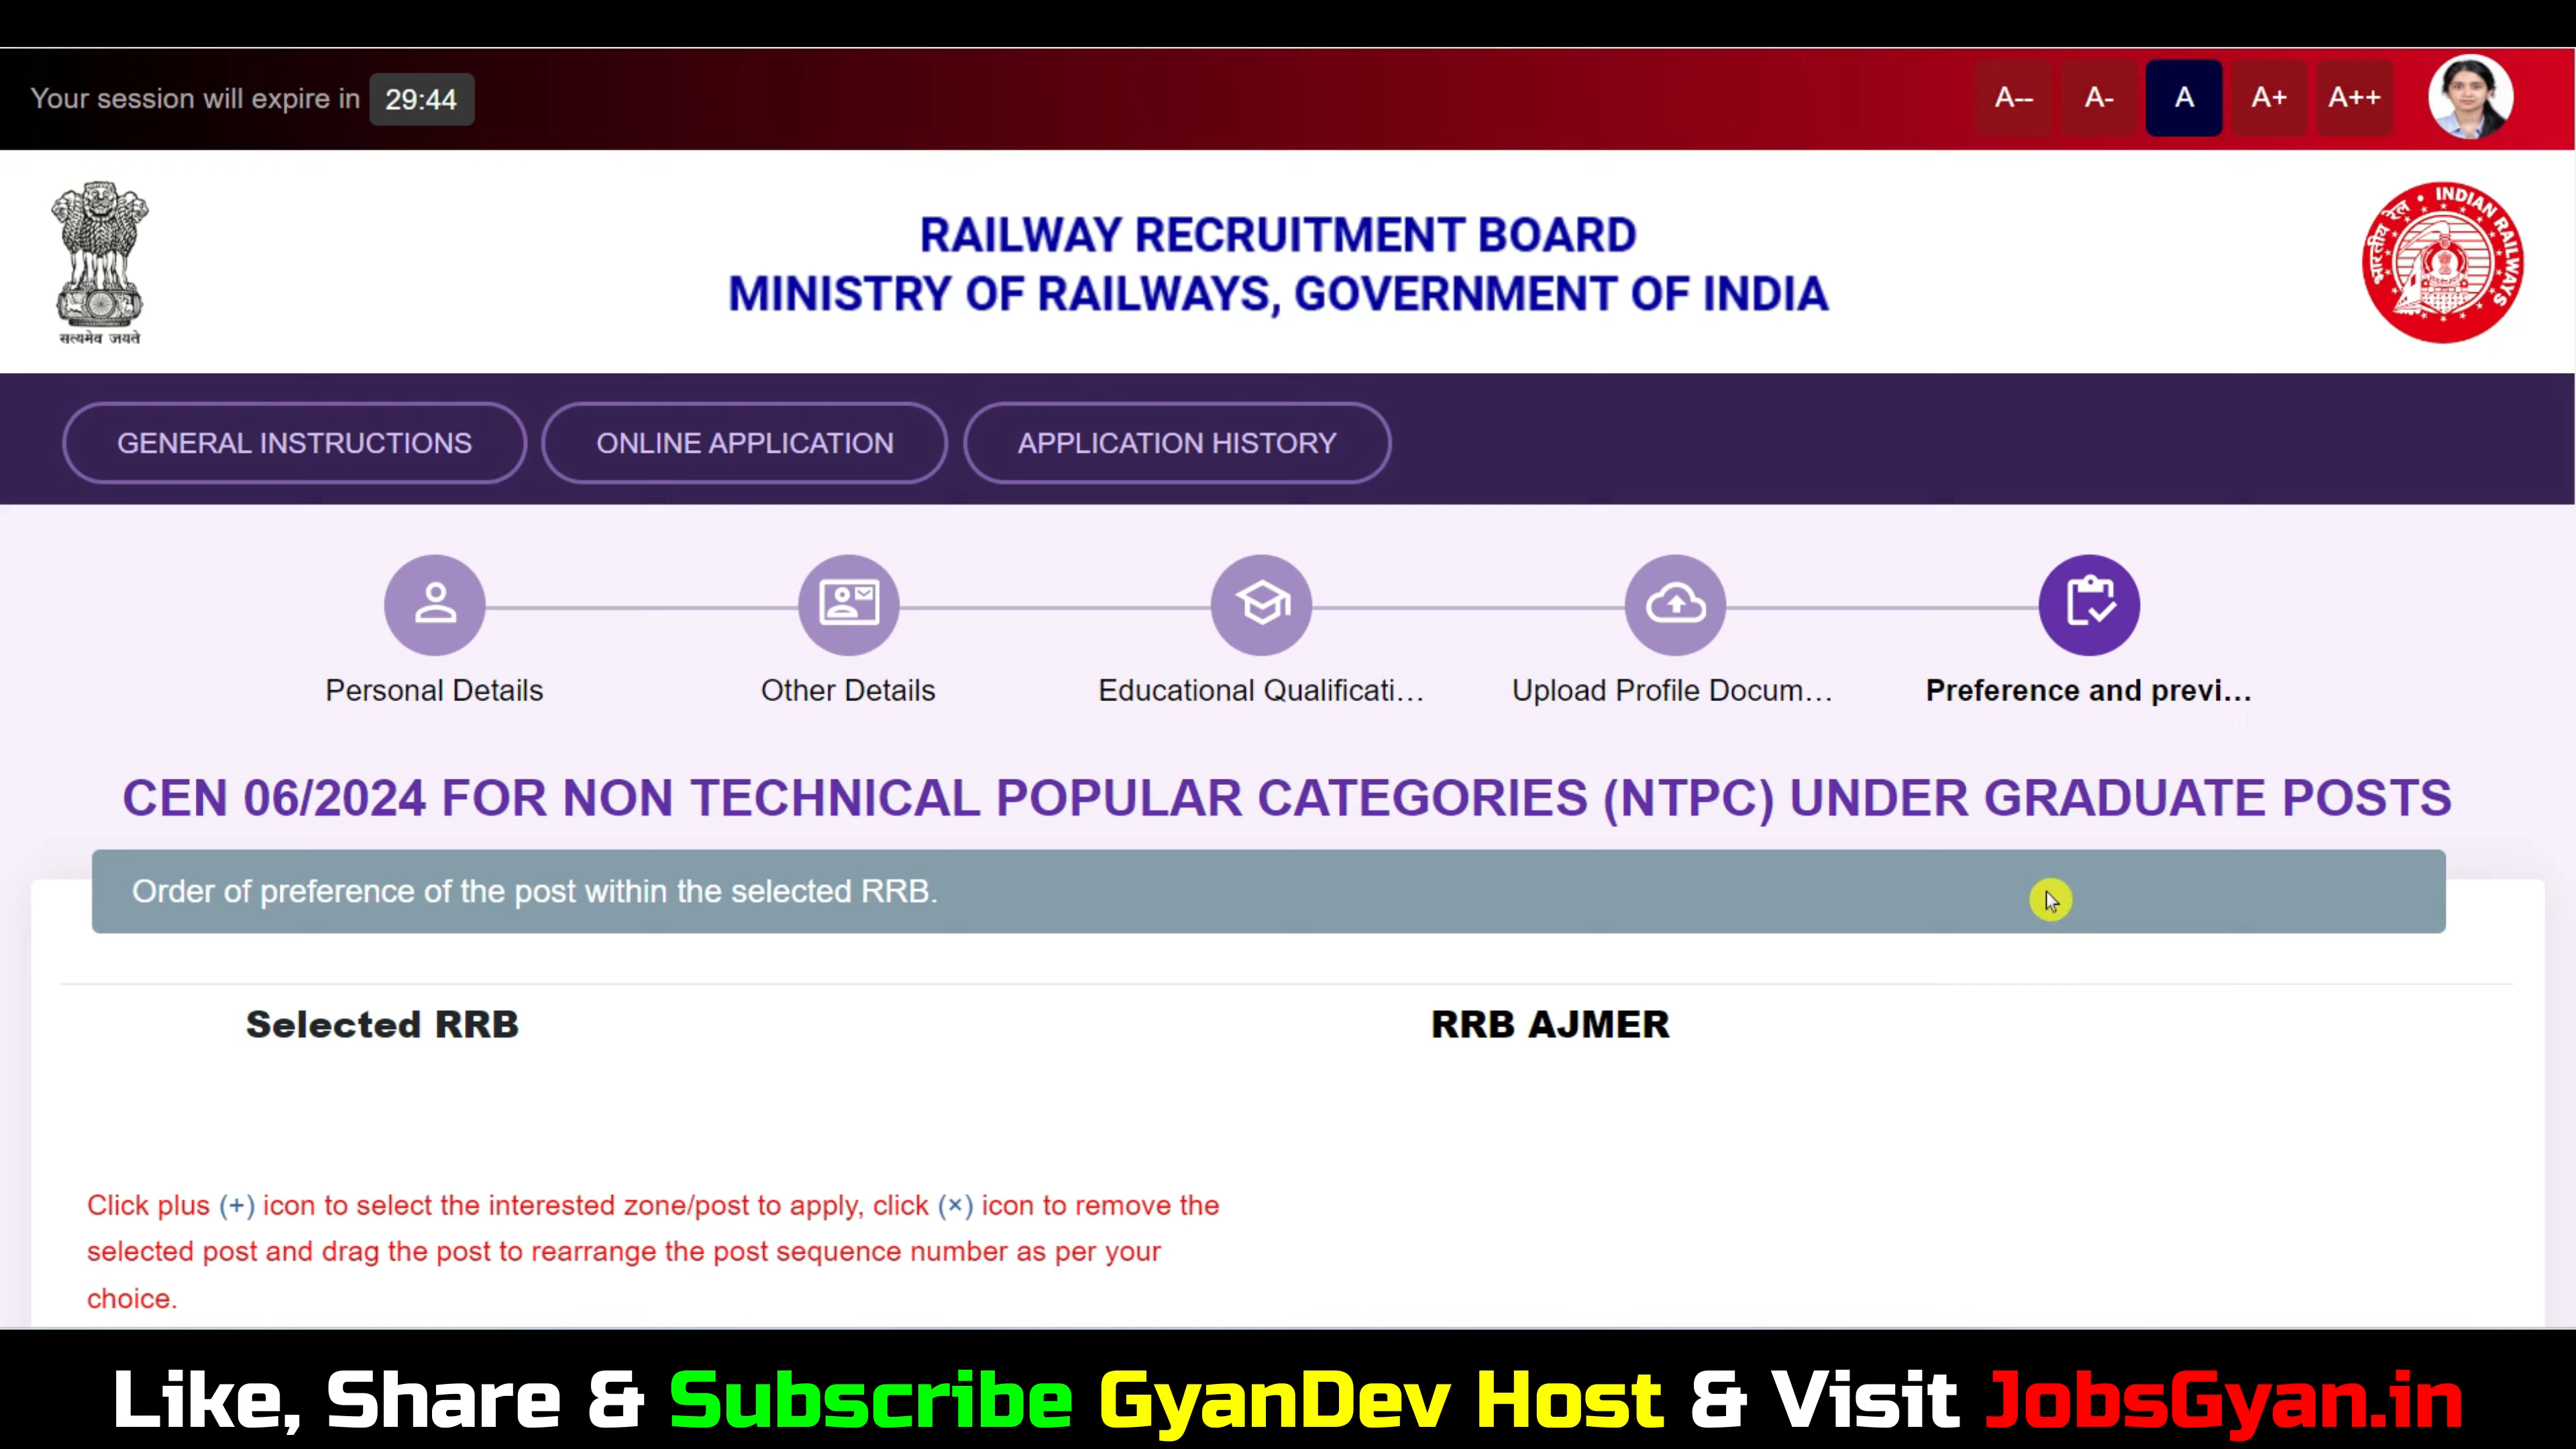 Your session will expire in 29:44
A-- A- A A+ A++
सत्यमेव जयते
RAILWAY RECRUITMENT BOARD
MINISTRY OF RAILWAYS, GOVERNMENT OF INDIA
भारतीय रेल • INDIAN RAILWAYS
GENERAL INSTRUCTIONS ONLINE APPLICATION APPLICATION HISTORY
Personal Details Other Details Educational Qualificati... Upload Profile Docum... Preference and previ...
CEN 06/2024 FOR NON TECHNICAL POPULAR CATEGORIES (NTPC) UNDER GRADUATE POSTS
Order of preference of the post within the selected RRB.
Selected RRB RRB AJMER
Click plus (+) icon to select the interested zone/post to apply, click (×) icon to remove the
selected post and drag the post to rearrange the post sequence number as per your
choice.
Like, Share & Subscribe GyanDev Host & Visit JobsGyan.in